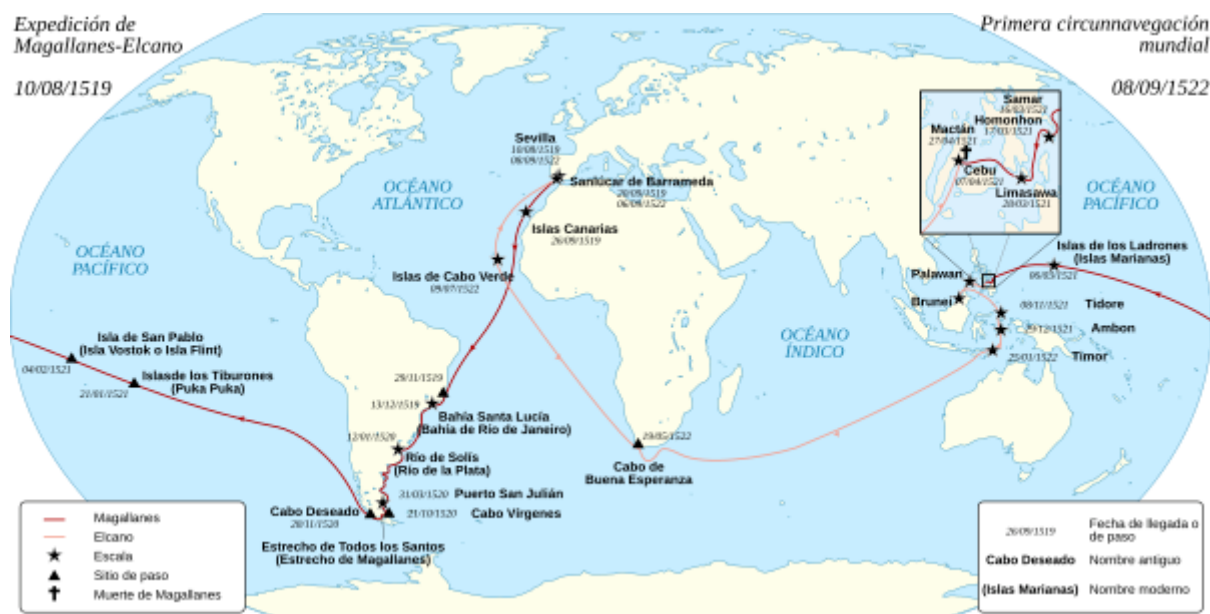 Expedición de
Magallanes-Elcano
10/08/1519
Primera circunnavegación
mundial
08/09/1522
Samar
16/03/1521
Homonhon
17/03/1521
Mactán
27/04/1521
Cebu
07/04/1521
Limasawa
28/03/1521
Sevilla
10/08/1519
08/09/1522
Sanlúcar de Barrameda
20/09/1519
06/09/1522
OCÉANO
ATLÁNTICO
OCÉANO
PACÍFICO
Islas Canarias
26/09/1519
OCÉANO
PACÍFICO
Islas de los Ladrones
(Islas Marianas)
06/03/1521
Islas de Cabo Verde
09/07/1522
Palawan
Brunei
08/11/1521
Tidore
29/12/1521
Ambon
25/01/1522
Timor
OCÉANO
ÍNDICO
Isla de San Pablo
(Isla Vostok o Isla Flint)
04/02/1521
Islasde los Tiburones
(Puka Puka)
21/01/1521
29/11/1519
13/12/1519
Bahía Santa Lucía
(Bahía de Río de Janeiro)
12/01/1520
Río de Solís
(Río de la Plata)
19/05/1522
Cabo de
Buena Esperanza
31/03/1520
Puerto San Julián
Cabo Deseado
28/11/1520
21/10/1520
Cabo Vírgenes
Estrecho de Todos los Santos
(Estrecho de Magallanes)
Magallanes
Elcano
Escala
Sitio de paso
Muerte de Magallanes
26/09/1519
Fecha de llegada o
de paso
Cabo Deseado
Nombre antiguo
(Islas Marianas)
Nombre moderno